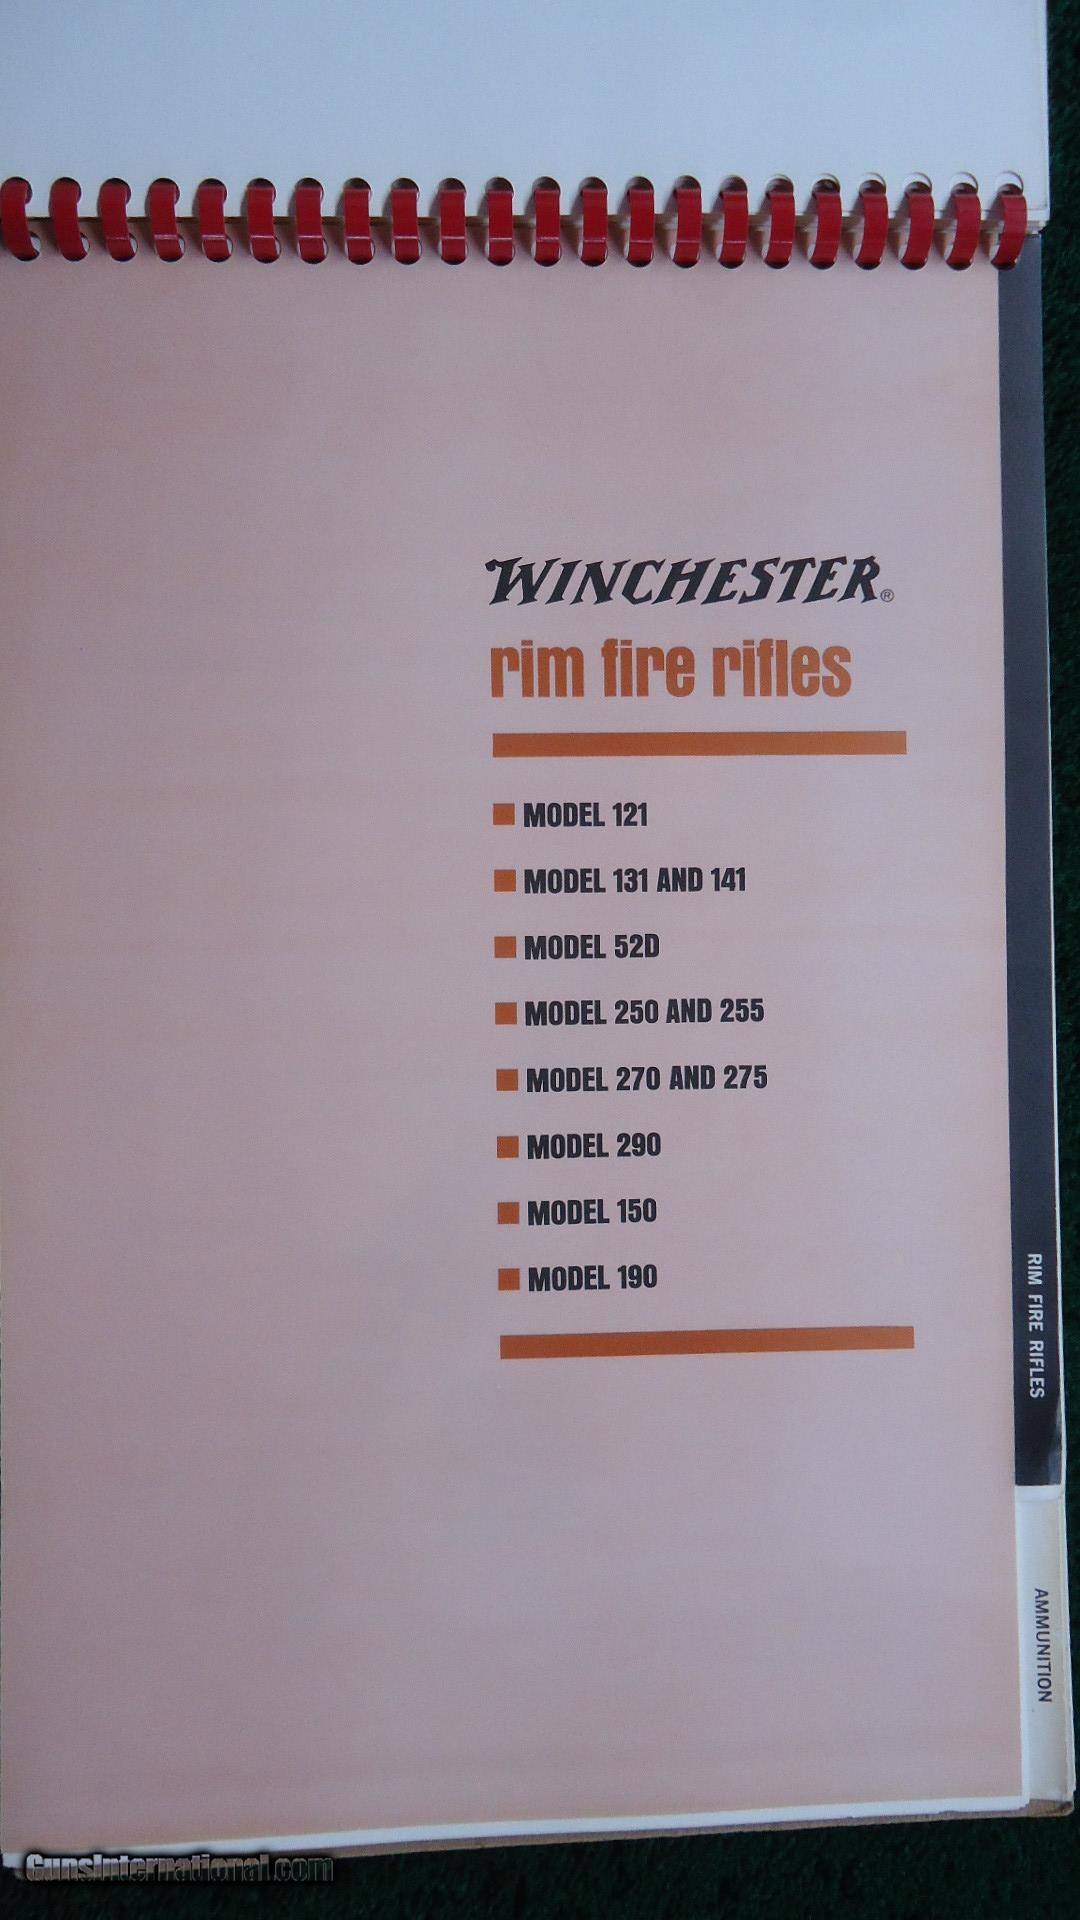 WINCHESTER®
rim fire rifles
MODEL 121
MODEL 131 AND 141
MODEL 52D
MODEL 250 AND 255
MODEL 270 AND 275
MODEL 290
MODEL 150
MODEL 190
RIM FIRE RIFLES
AMMUNITION
GunsInternational.com